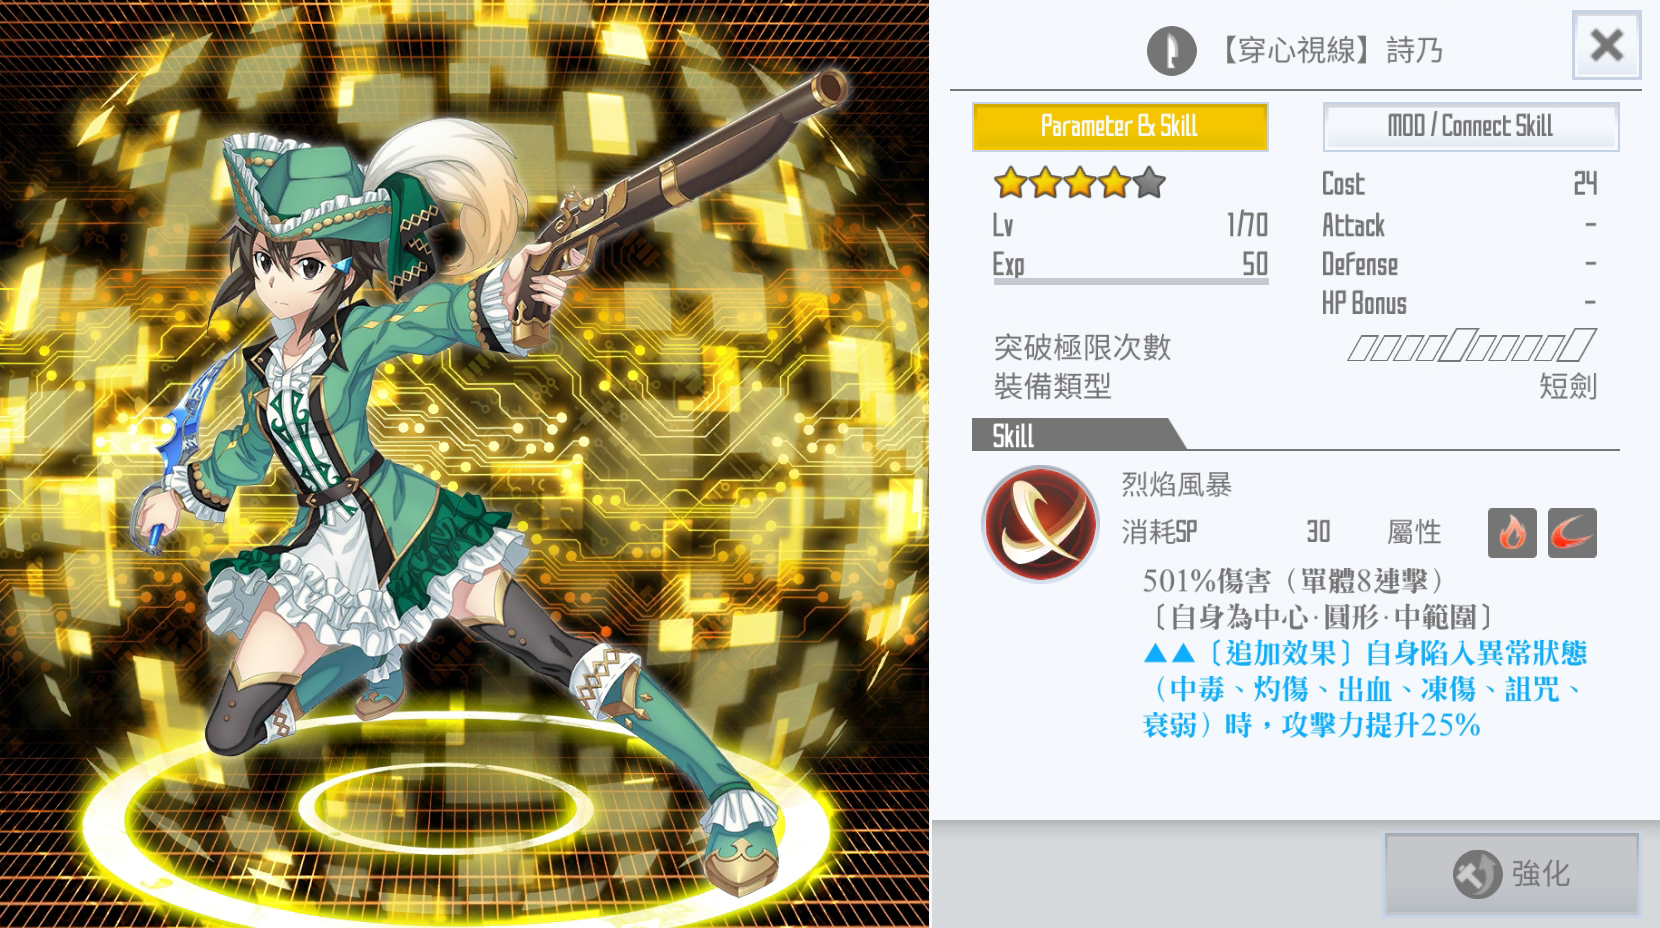 【穿心視線】詩乃
Parameter & Skill
MOD / Connect Skill
Lv 1/70
Exp 50
Cost 24
Attack -
Defense -
HP Bonus -
突破極限次數
裝備類型 短劍
Skill
烈焰風暴
消耗SP 30 屬性
501%傷害（單體8連擊）
〔自身為中心·圓形·中範圍〕
▲▲〔追加效果〕自身陷入異常狀態
（中毒、灼傷、出血、凍傷、詛咒、
衰弱）時，攻擊力提升25%
強化